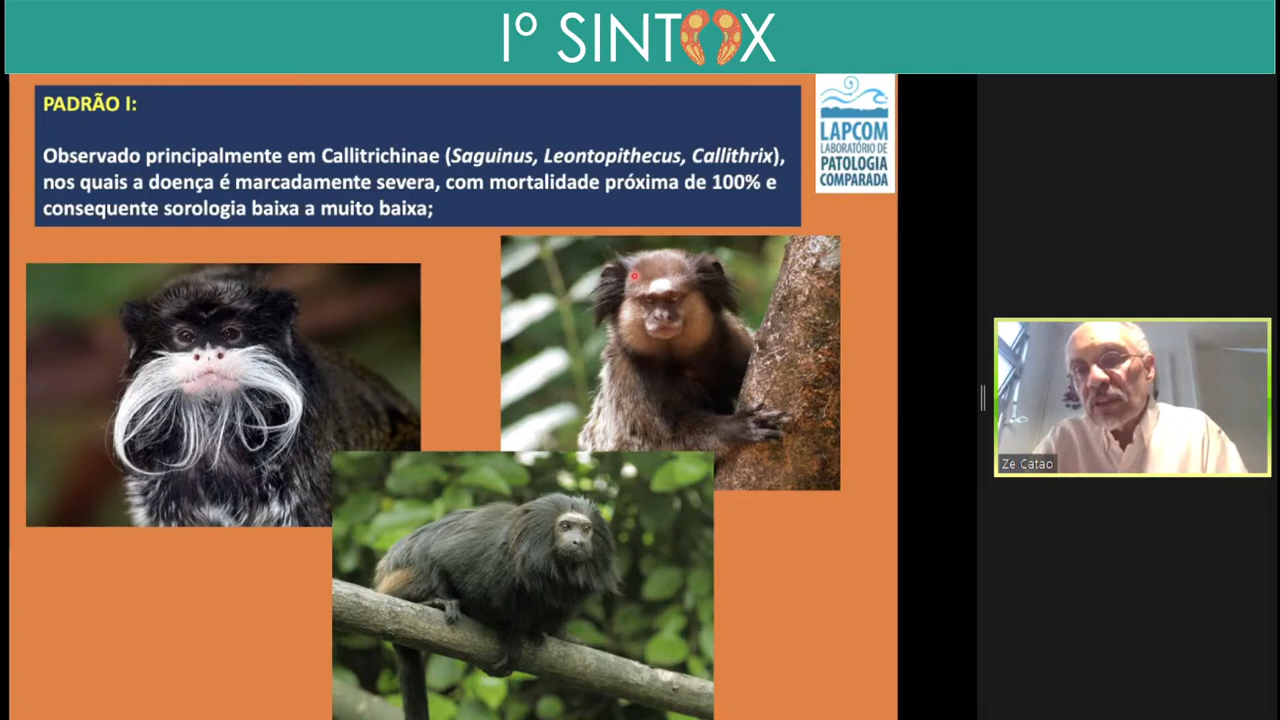 Iº SINTOX
PADRÃO I:
Observado principalmente em Callitrichinae (Saguinus, Leontopithecus, Callithrix),
nos quais a doença é marcadamente severa, com mortalidade próxima de 100% e
consequente sorologia baixa a muito baixa;
LAPCOM
LABORATÓRIO DE
PATOLOGIA
COMPARADA
Ze Catao